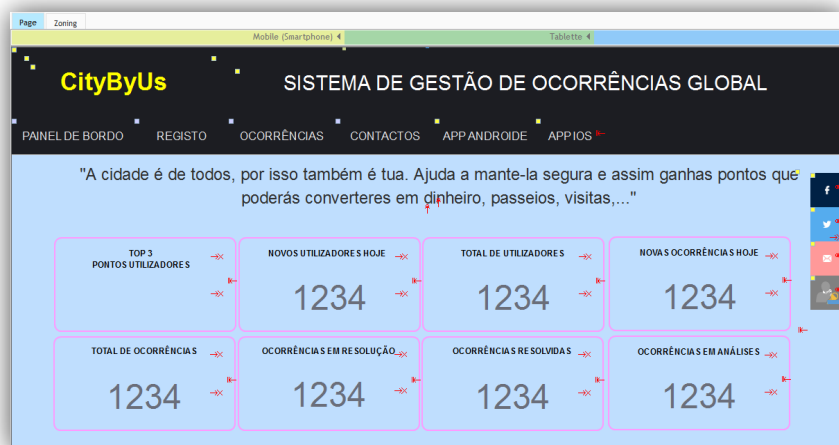 Page Zoning
Mobile (Smartphone) Tablette
CityByUs SISTEMA DE GESTÃO DE OCORRÊNCIAS GLOBAL
PAINEL DE BORDO REGISTO OCORRÊNCIAS CONTACTOS APP ANDROIDE APP IOS
"A cidade é de todos, por isso também é tua. Ajuda a mante-la segura e assim ganhas pontos que
poderás converteres em dinheiro, passeios, visitas,..."
TOP 3 NOVOS UTILIZADORES HOJE TOTAL DE UTILIZADORES NOVAS OCORRÊNCIAS HOJE
PONTOS UTILIZADORES
1234 1234 1234
TOTAL DE OCORRÊNCIAS OCORRÊNCIAS EM RESOLUÇÃO OCORRÊNCIAS RESOLVIDAS OCORRÊNCIAS EM ANÁLISES
1234 1234 1234 1234